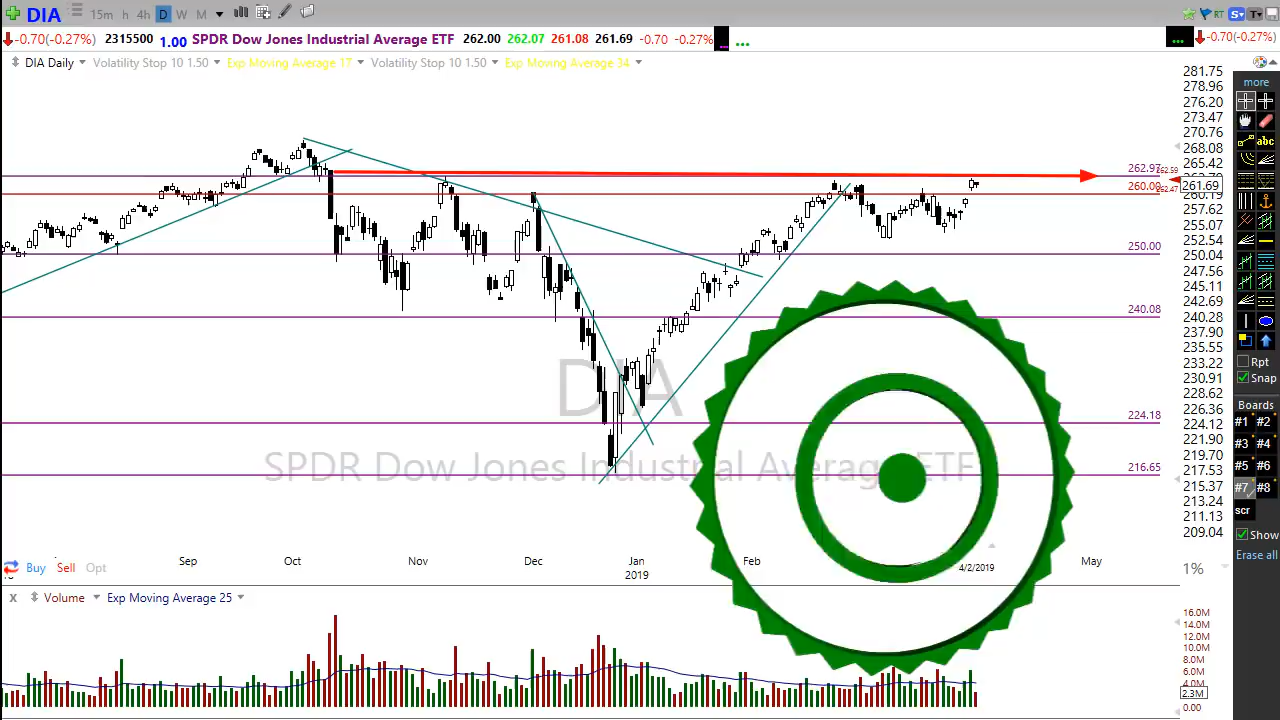 DIA 15m h 4h D W M RT S T
-0.70(-0.27%) 2315500 1.00 SPDR Dow Jones Industrial Average ETF 262.00 262.07 261.08 261.69 -0.70 -0.27% ... ... ... -0.70(-0.27%)
DIA Daily Volatility Stop 10 1.50 Exp Moving Average 17 Volatility Stop 10 1.50 Exp Moving Average 34
more
abc
281.75
278.96
276.20
273.47
270.76
268.08
265.42
262.97
262.59
261.69
260.00
257.62
255.07
252.54
250.00
250.04
247.56
245.11
242.69
240.08
240.28
237.90
235.55
233.22
230.91
228.62
226.36
224.18
224.12
221.90
219.70
216.65
217.53
215.37
213.24
211.13
209.04
DIA
SPDR Dow Jones Industrial Average ETF
Rpt
Snap
Boards
#1 #2
#3 #4
#5 #6
#7 #8
scr
Show
Erase all
Sep Oct Nov Dec Jan Feb May
2019 4/2/2019
Buy Sell Opt 1%
X Volume Exp Moving Average 25
16.0M
14.0M
12.0M
10.0M
8.0M
6.0M
4.0M
2.3M
0.00